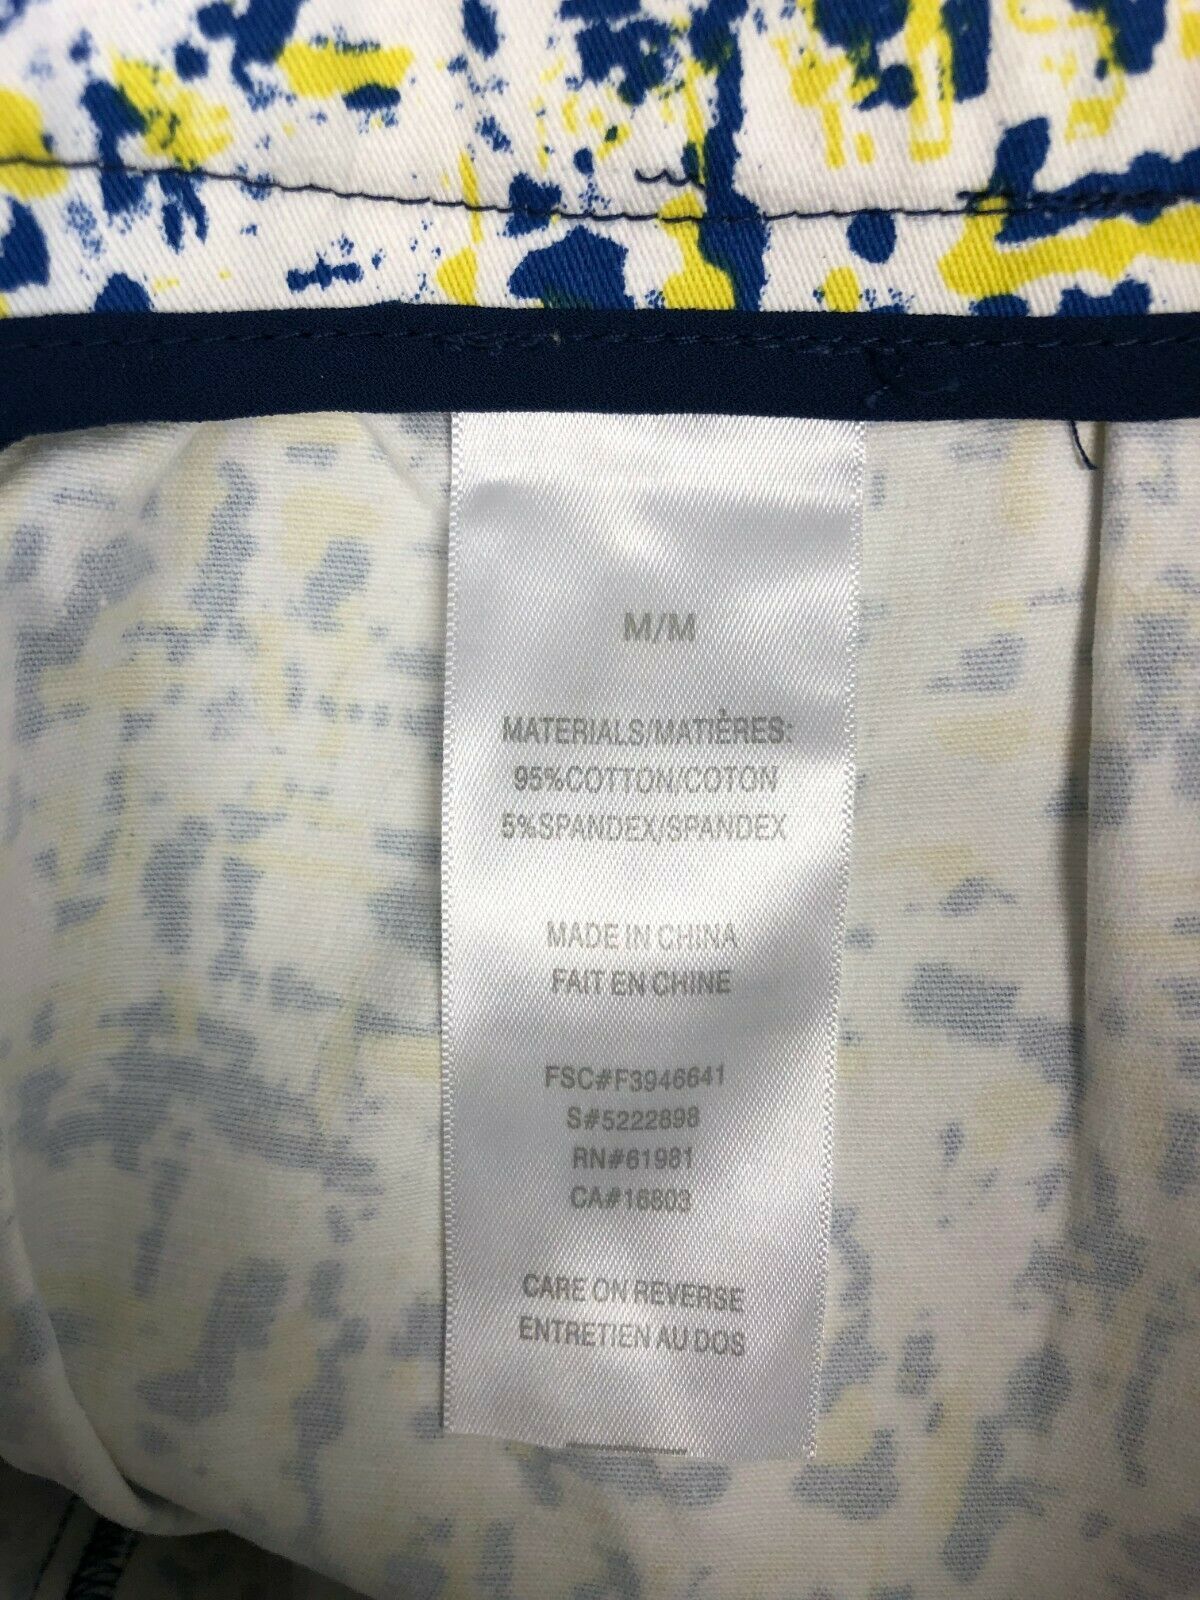 M/M
MATERIALS/MATIÈRES:
95%COTTON/COTON
5%SPANDEX/SPANDEX
MADE IN CHINA
FAIT EN CHINE
FSC#F3946641
S#5222898
RN#61981
CA#16803
CARE ON REVERSE
ENTRETIEN AU DOS